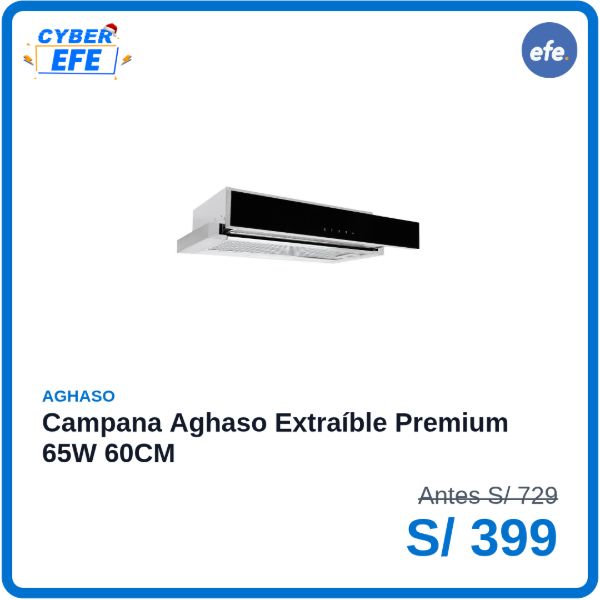 CYBER
EFE
efe.
AGHASO
Campana Aghaso Extraíble Premium
65W 60CM
Antes S/ 729
S/ 399